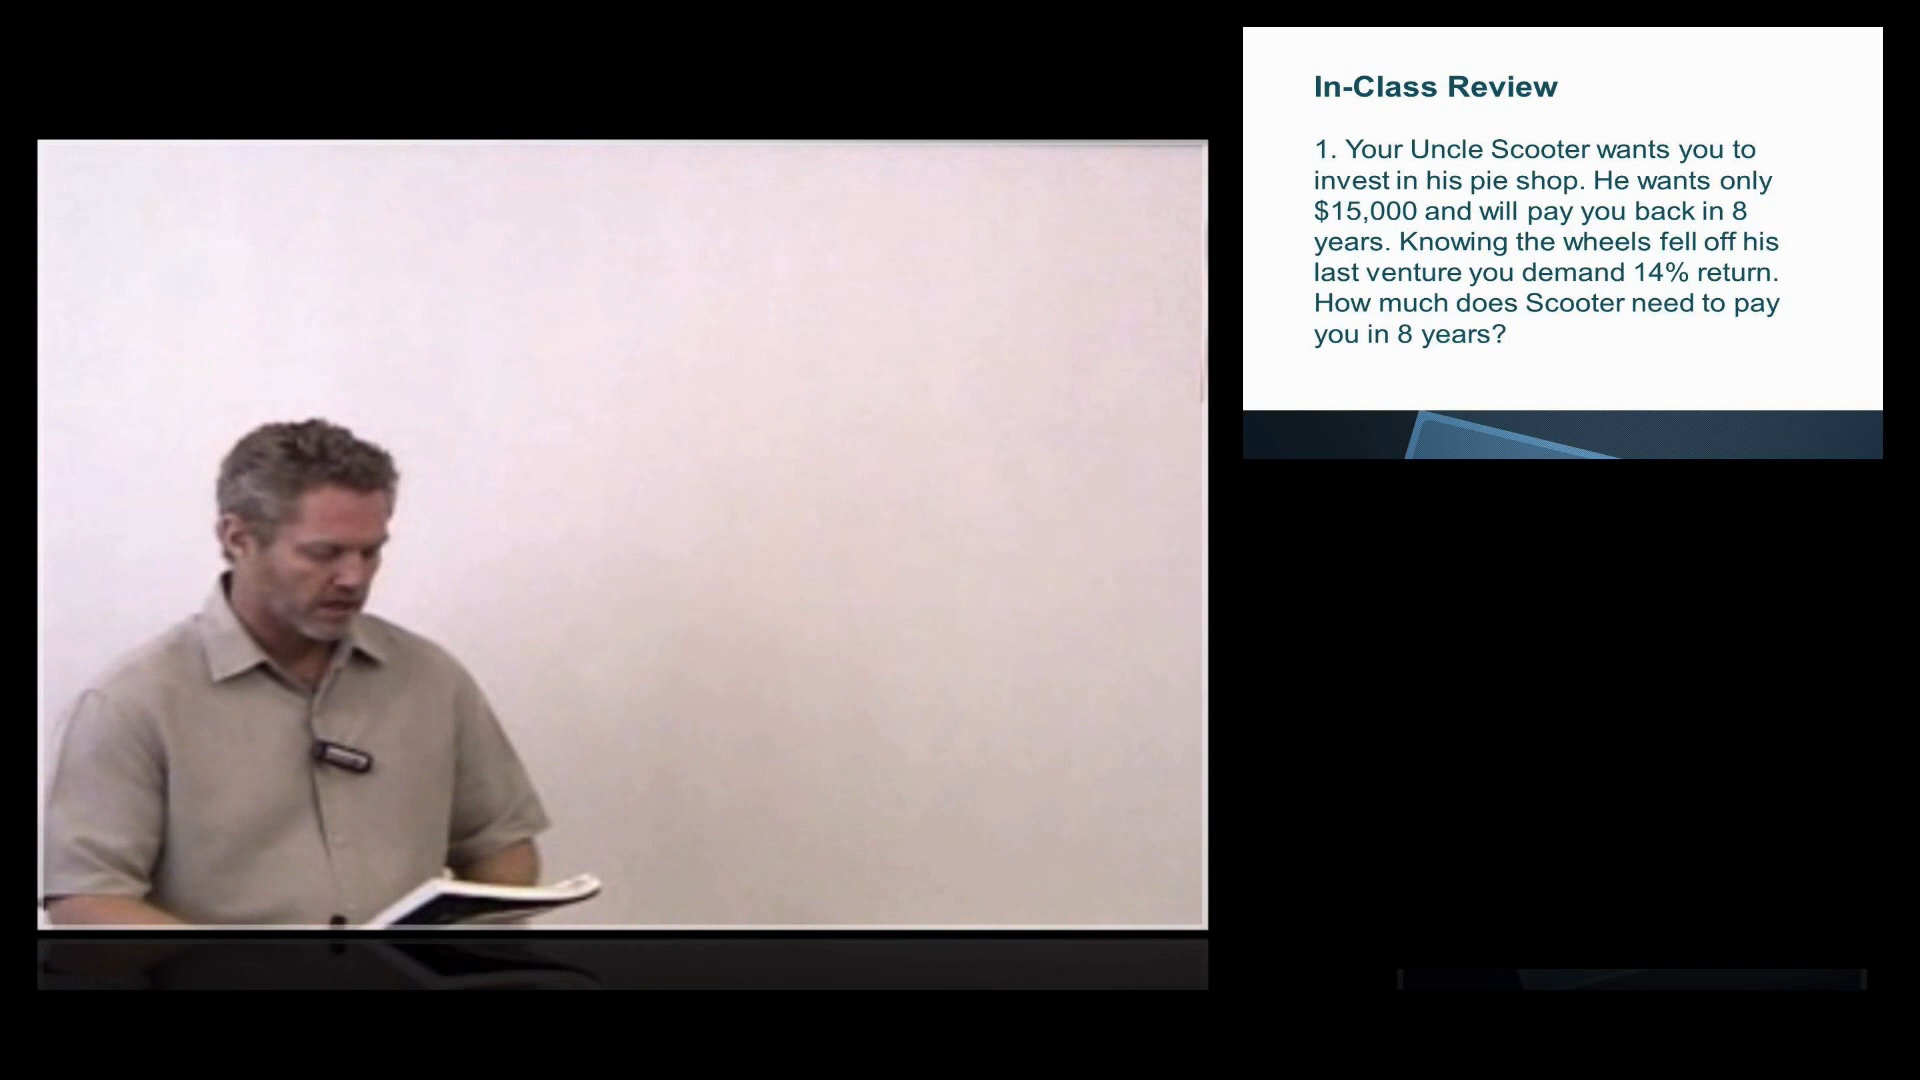 In-Class Review
1. Your Uncle Scooter wants you to
invest in his pie shop. He wants only
$15,000 and will pay you back in 8
years. Knowing the wheels fell off his
last venture you demand 14% return.
How much does Scooter need to pay
you in 8 years?